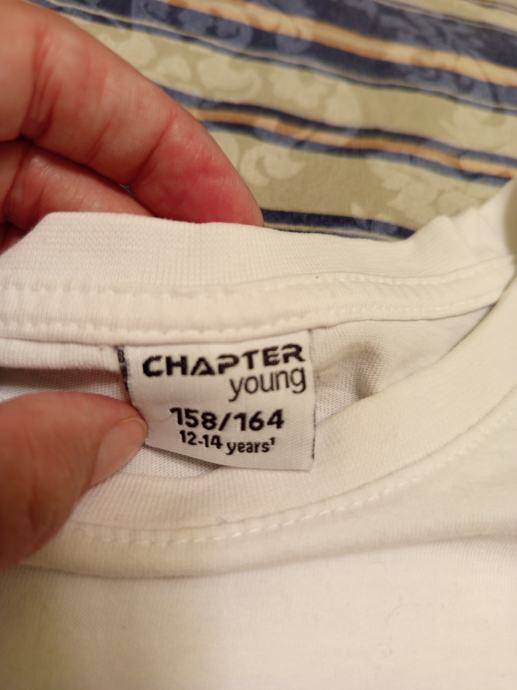 CHAPTER
young
158/164
12-14 years¹